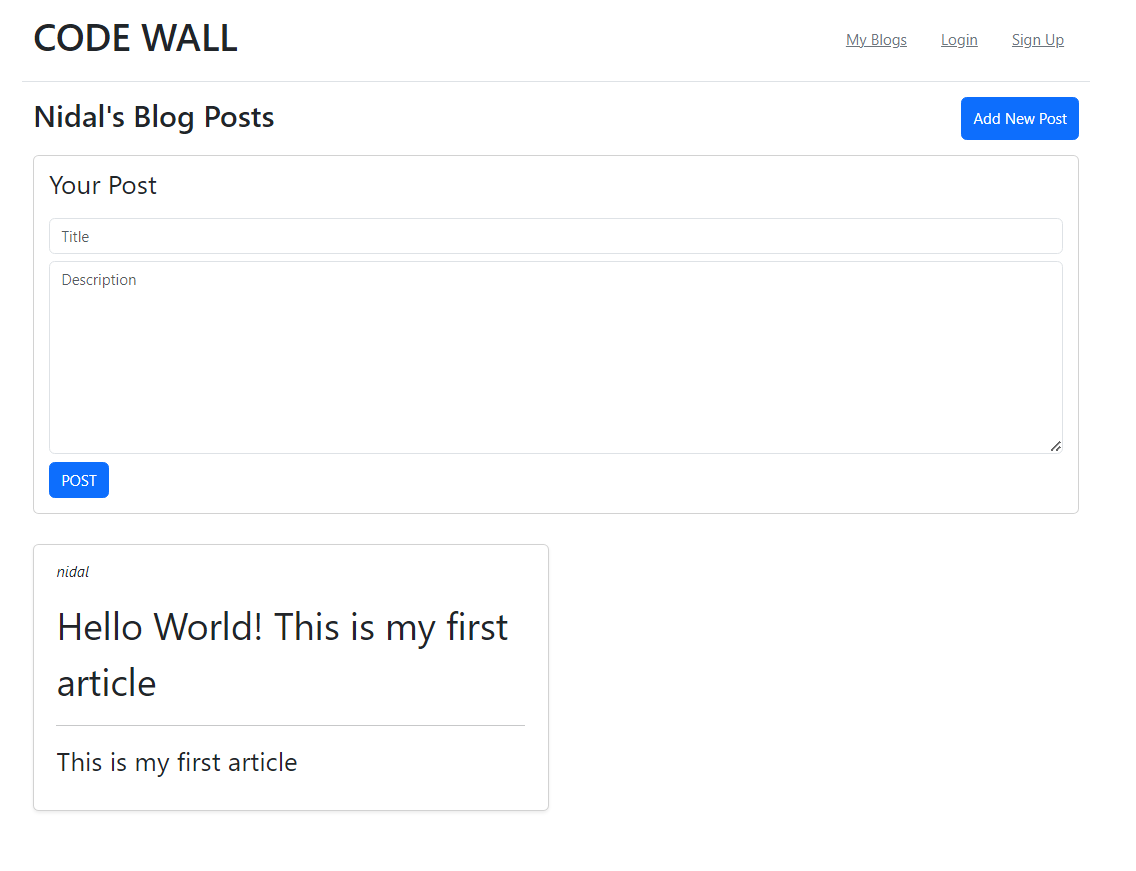 CODE WALL
My Blogs Login Sign Up
Nidal's Blog Posts
Add New Post
Your Post
Title
Description
POST
nidal
Hello World! This is my first
article
This is my first article